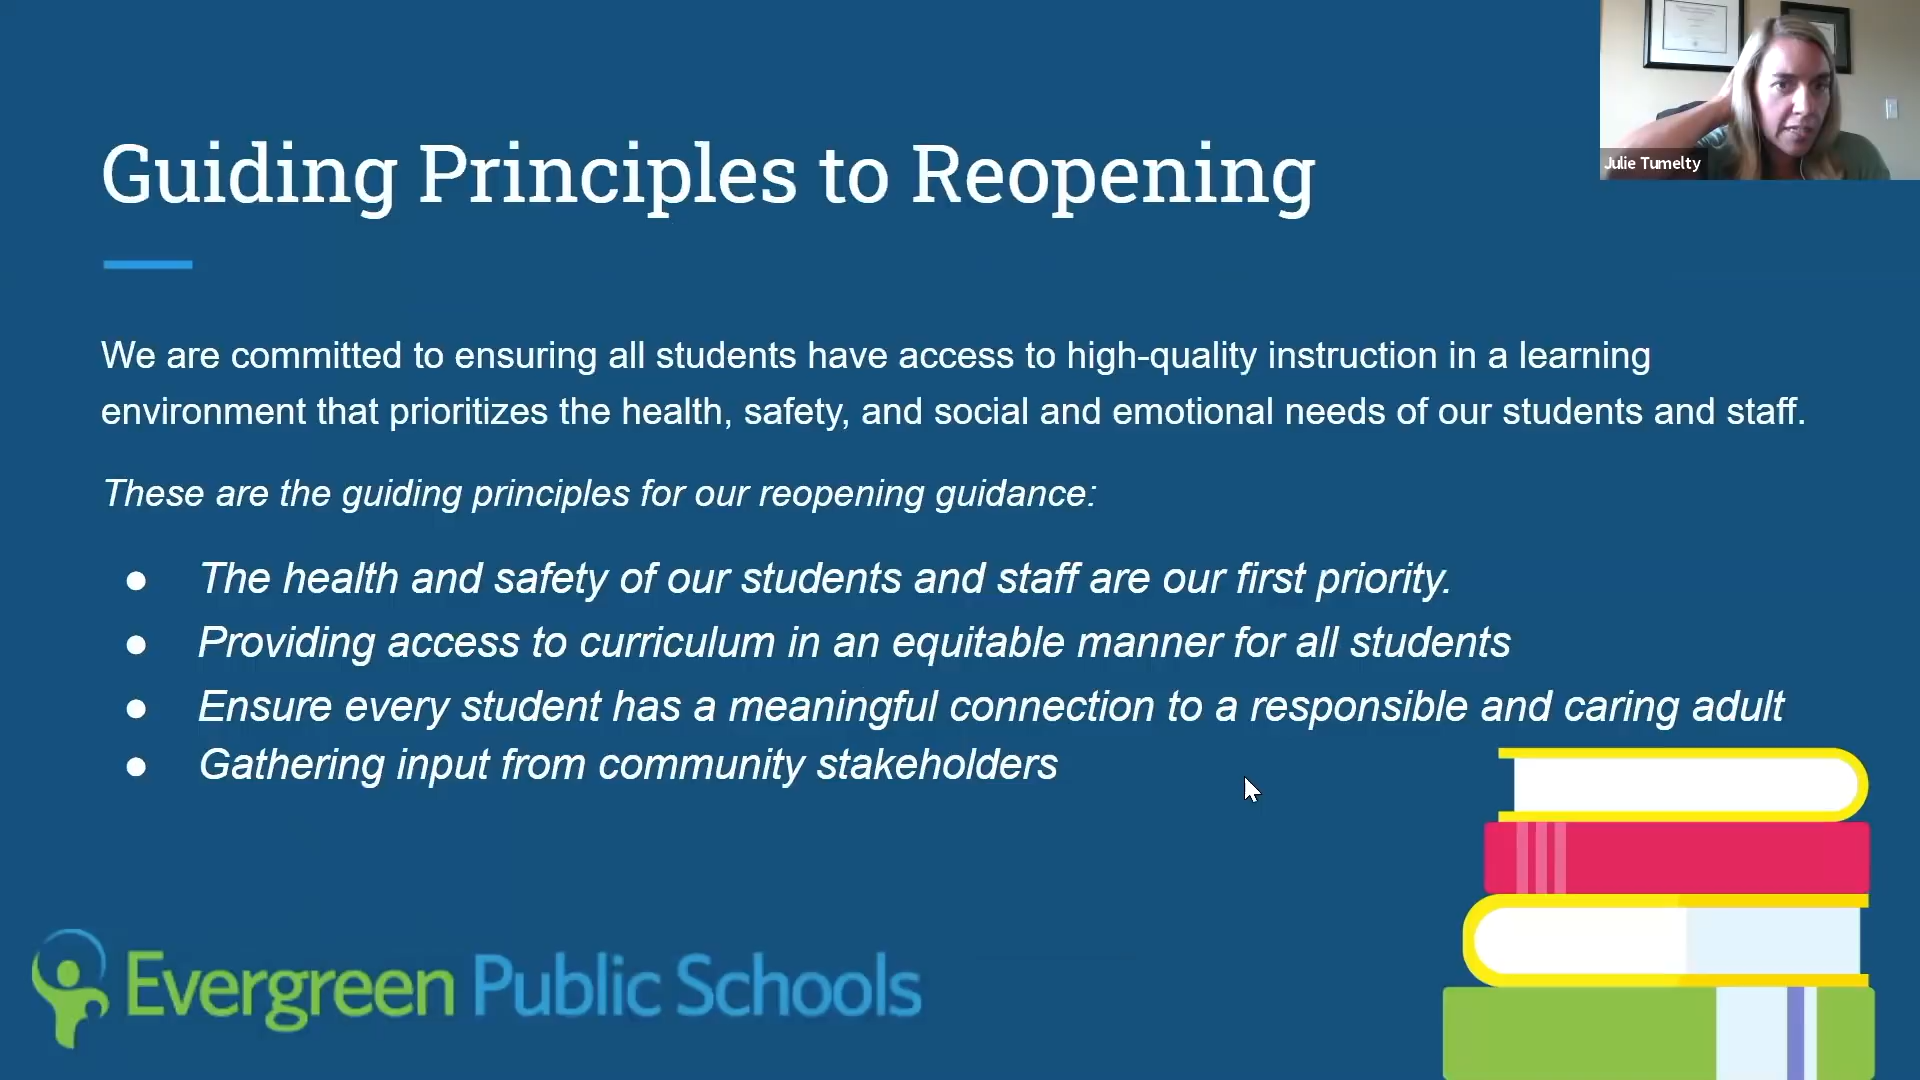 Julie Tumelty
Guiding Principles to Reopening
We are committed to ensuring all students have access to high-quality instruction in a learning
environment that prioritizes the health, safety, and social and emotional needs of our students and staff.
These are the guiding principles for our reopening guidance:
● The health and safety of our students and staff are our first priority.
● Providing access to curriculum in an equitable manner for all students
● Ensure every student has a meaningful connection to a responsible and caring adult
● Gathering input from community stakeholders
Evergreen Public Schools